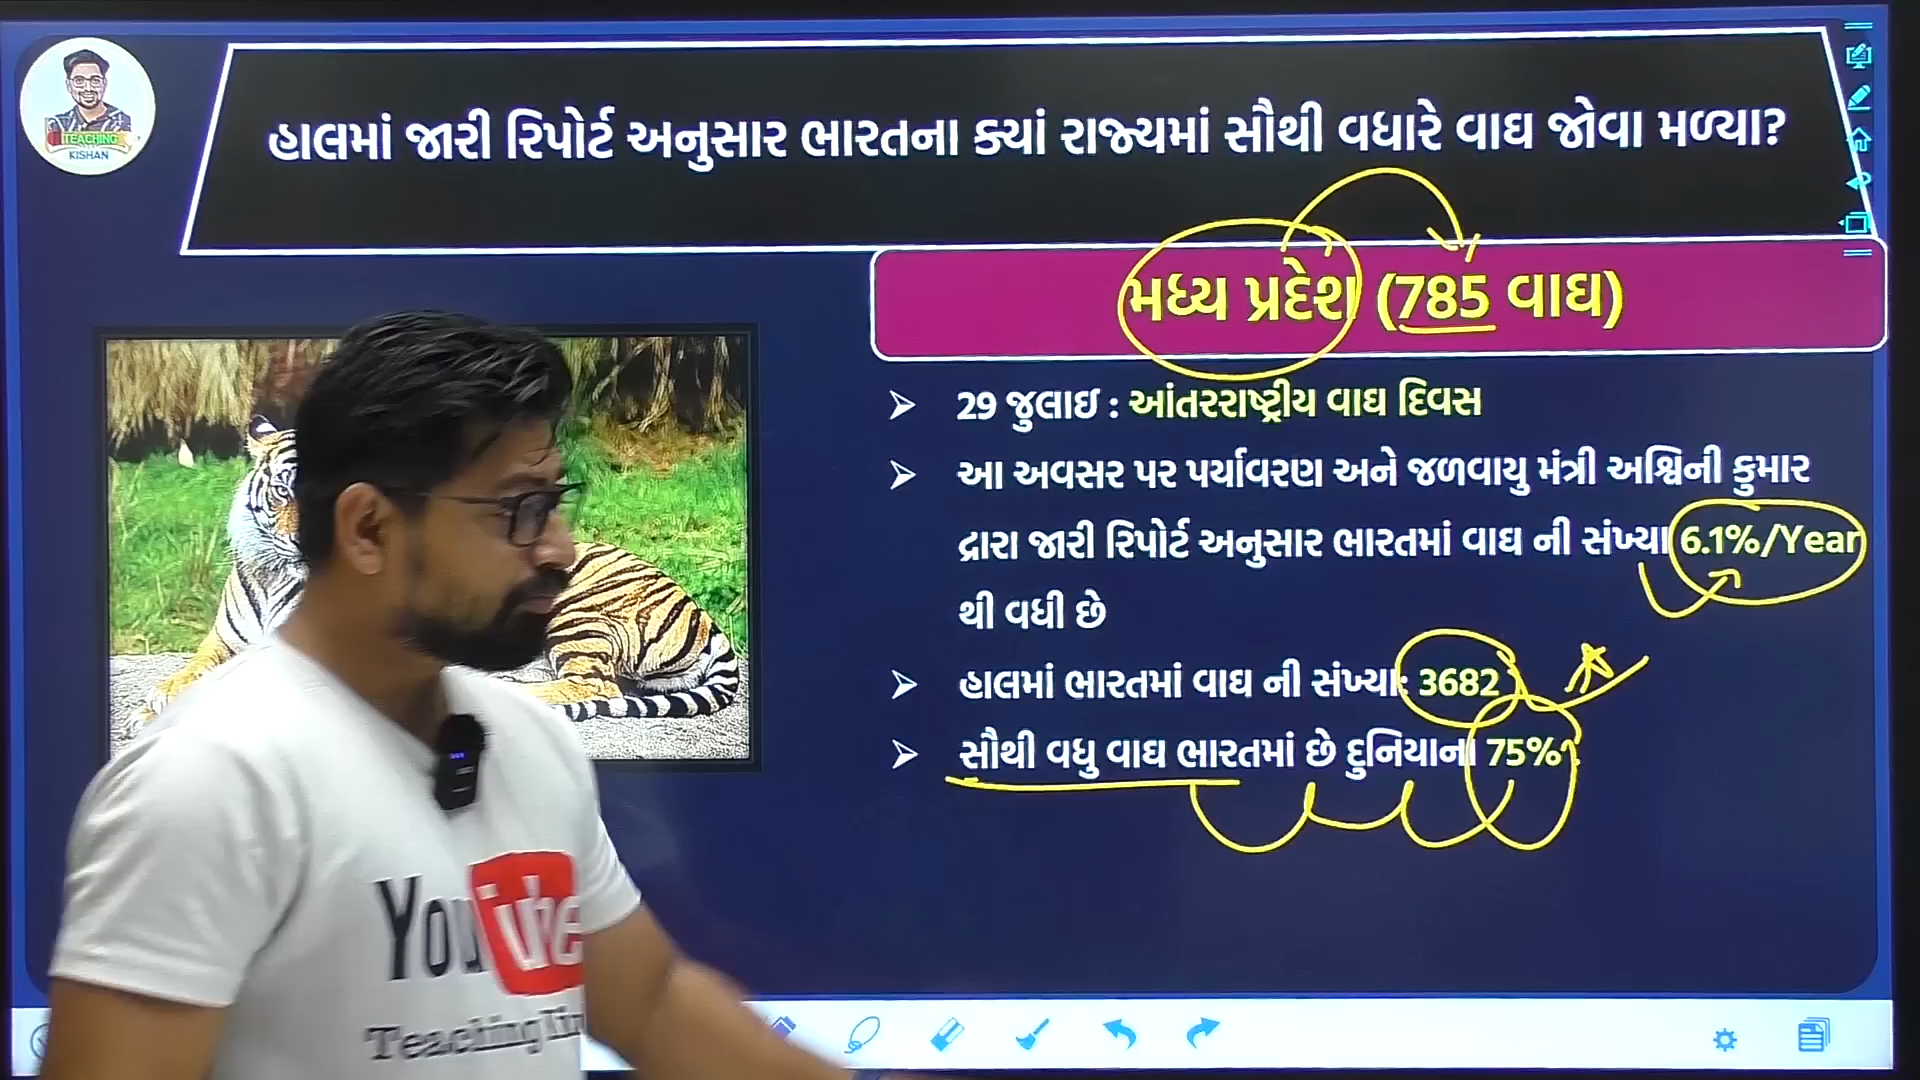 હાલમાં જારી રિપોર્ટ અનુસાર ભારતના ક્યાં રાજ્યમાં સૌથી વધારે વાઘ જોવા મળ્યા?
TEACHING
KISHAN
મધ્ય પ્રદેશ (785 વાઘ)
➢ 29 જુલાઇ : આંતરરાષ્ટ્રીય વાઘ દિવસ
➢ આ અવસર પર પર્યાવરણ અને જળવાયુ મંત્રી અશ્વિની કુમાર
દ્રારા જારી રિપોર્ટ અનુસાર ભારતમાં વાઘ ની સંખ્યા 6.1%/Year
થી વધી છે
➢ હાલમાં ભારતમાં વાઘ ની સંખ્યા: 3682
➢ સૌથી વધુ વાઘ ભારતમાં છે દુનિયાના 75%
YouTube
Teaching